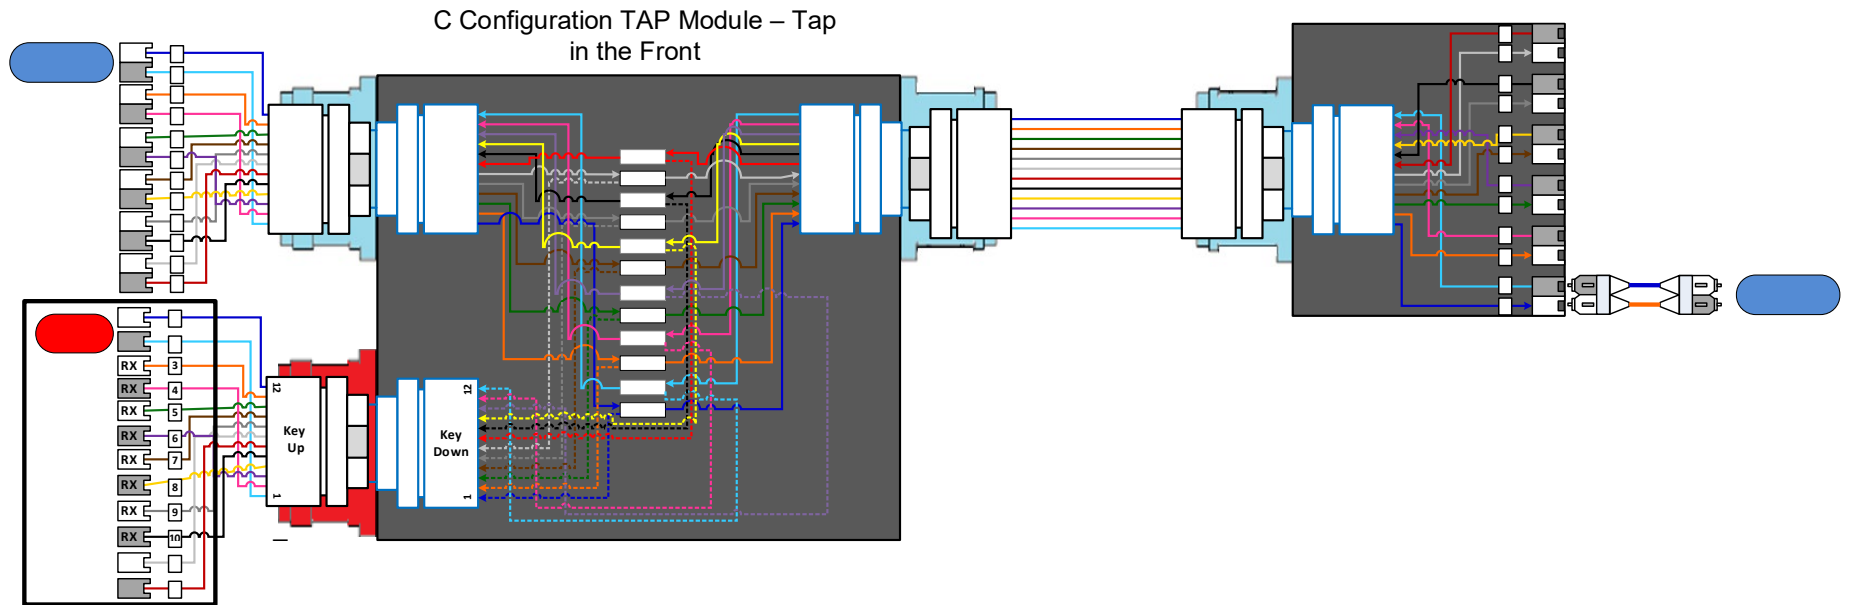 C Configuration TAP Module – Tap
in the Front
RX 3
RX 4
RX 5
RX 6
RX 7
RX 8
RX 9
RX 10
12
Key
Up
1
12
Key
Down
1